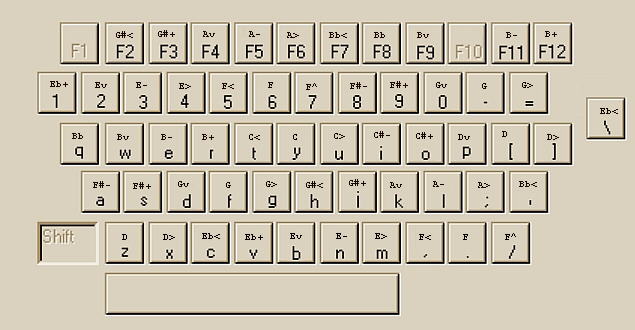 G#< G#+ Av A- A> Bb< Bb Bv B- B+
F1 F2 F3 F4 F5 F6 F7 F8 F9 F10 F11 F12
Eb+ Ev E- E> F< F F^ F#- F#+ Gv G G>
1 2 3 4 5 6 7 8 9 0 - =
Eb<
\
Bb Bv B- B+ C< C C> C#- C#+ Dv D D>
q w e r t y u i o p [ ]
F#- F#+ Gv G G> G#< G#+ Av A- A> Bb<
a s d f g h j k l ; '
D D> Eb< Eb+ Ev E- E> F< F F^
Shift z x c v b n m , . /